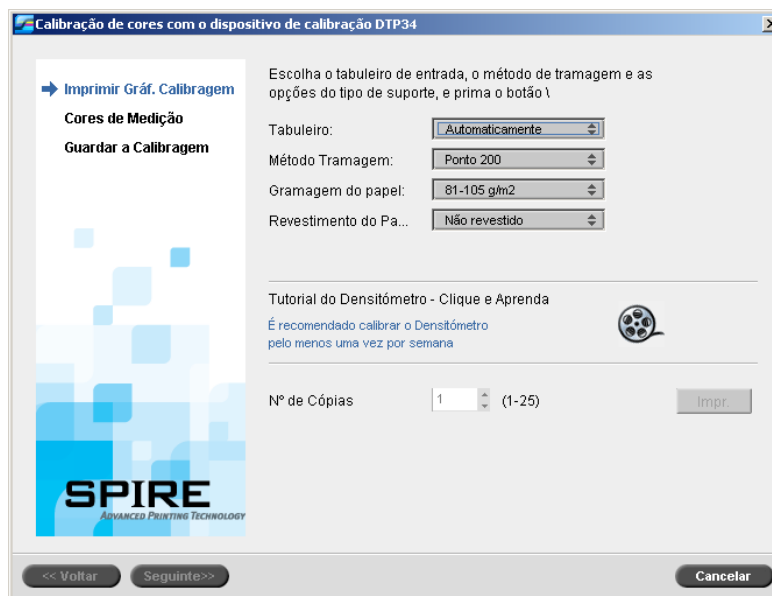 Calibração de cores com o dispositivo de calibração DTP34
Imprimir Gráf. Calibragem
Cores de Medição
Guardar a Calibragem
Escolha o tabuleiro de entrada, o método de tramagem e as
opções do tipo de suporte, e prima o botão \
Tabuleiro: Automaticamente
Método Tramagem: Ponto 200
Gramagem do papel: 81-105 g/m2
Revestimento do Pa... Não revestido
Tutorial do Densitómetro - Clique e Aprenda
É recomendado calibrar o Densitómetro
pelo menos uma vez por semana
Nº de Cópias 1 (1-25) Impr.
SPIRE
ADVANCED PRINTING TECHNOLOGY
<< Voltar Seguinte>> Cancelar